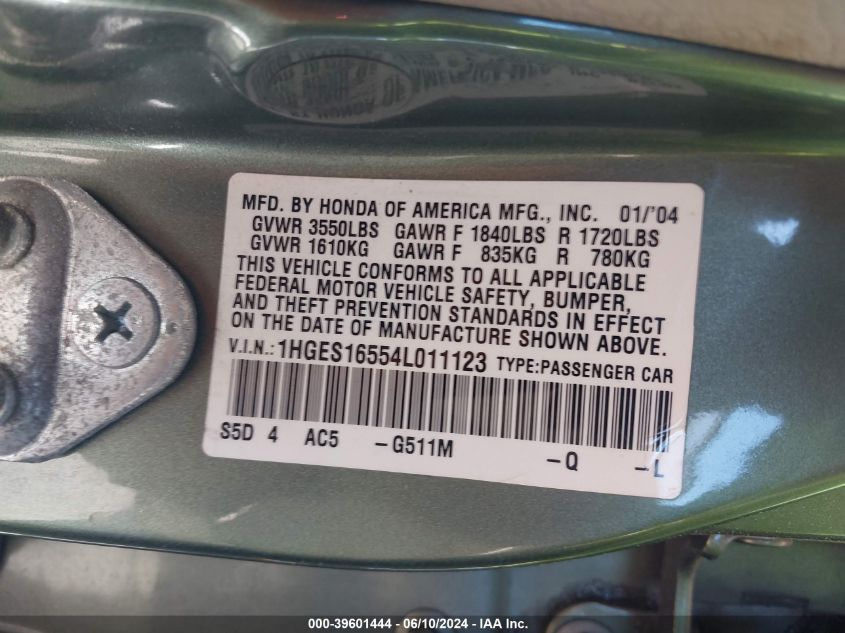 MFD. BY HONDA OF AMERICA MFG., INC. 01/'04
GVWR 3550LBS GAWR F 1840LBS R 1720LBS
GVWR 1610KG GAWR F 835KG R 780KG
THIS VEHICLE CONFORMS TO ALL APPLICABLE
FEDERAL MOTOR VEHICLE SAFETY, BUMPER,
AND THEFT PREVENTION STANDARDS IN EFFECT
ON THE DATE OF MANUFACTURE SHOWN ABOVE.
V.I.N.: 1HGES16554L011123 TYPE:PASSENGER CAR
S5D 4 AC5 -G511M -Q -L
000-39601444 - 06/10/2024 - IAA Inc.